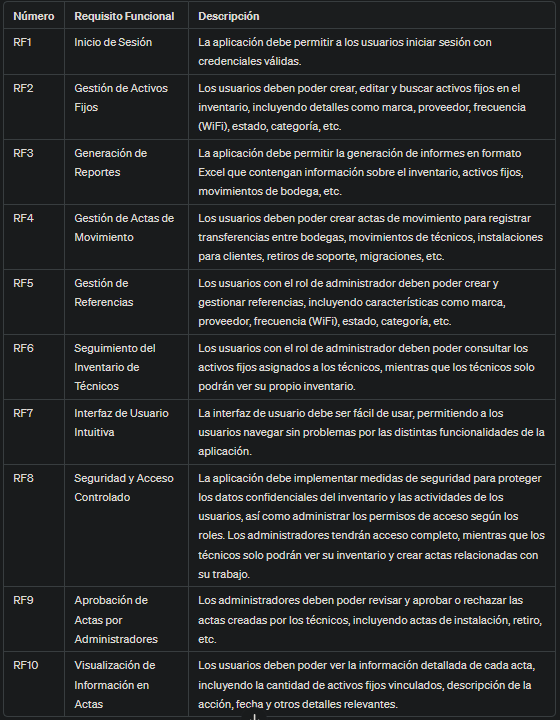 Número Requisito Funcional Descripción
RF1 Inicio de Sesión La aplicación debe permitir a los usuarios iniciar sesión con
credenciales válidas.
RF2 Gestión de Activos Los usuarios deben poder crear, editar y buscar activos fijos en el
Fijos inventario, incluyendo detalles como marca, proveedor, frecuencia
(WiFi), estado, categoría, etc.
RF3 Generación de La aplicación debe permitir la generación de informes en formato
Reportes Excel que contengan información sobre el inventario, activos fijos,
movimientos de bodega, etc.
RF4 Gestión de Actas de Los usuarios deben poder crear actas de movimiento para registrar
Movimiento transferencias entre bodegas, movimientos de técnicos, instalaciones
para clientes, retiros de soporte, migraciones, etc.
RF5 Gestión de Los usuarios con el rol de administrador deben poder crear y
Referencias gestionar referencias, incluyendo características como marca,
proveedor, frecuencia (WiFi), estado, categoría, etc.
RF6 Seguimiento del Los usuarios con el rol de administrador deben poder consultar los
Inventario de activos fijos asignados a los técnicos, mientras que los técnicos solo
Técnicos podrán ver su propio inventario.
RF7 Interfaz de Usuario La interfaz de usuario debe ser fácil de usar, permitiendo a los
Intuitiva usuarios navegar sin problemas por las distintas funcionalidades de la
aplicación.
RF8 Seguridad y Acceso La aplicación debe implementar medidas de seguridad para proteger
Controlado los datos confidenciales del inventario y las actividades de los
usuarios, así como administrar los permisos de acceso según los
roles. Los administradores tendrán acceso completo, mientras que los
técnicos solo podrán ver su inventario y crear actas relacionadas con
su trabajo.
RF9 Aprobación de Los administradores deben poder revisar y aprobar o rechazar las
Actas por actas creadas por los técnicos, incluyendo actas de instalación, retiro,
Administradores etc.
RF10 Visualización de Los usuarios deben poder ver la información detallada de cada acta,
Información en incluyendo la cantidad de activos fijos vinculados, descripción de la
Actas acción, fecha y otros detalles relevantes.